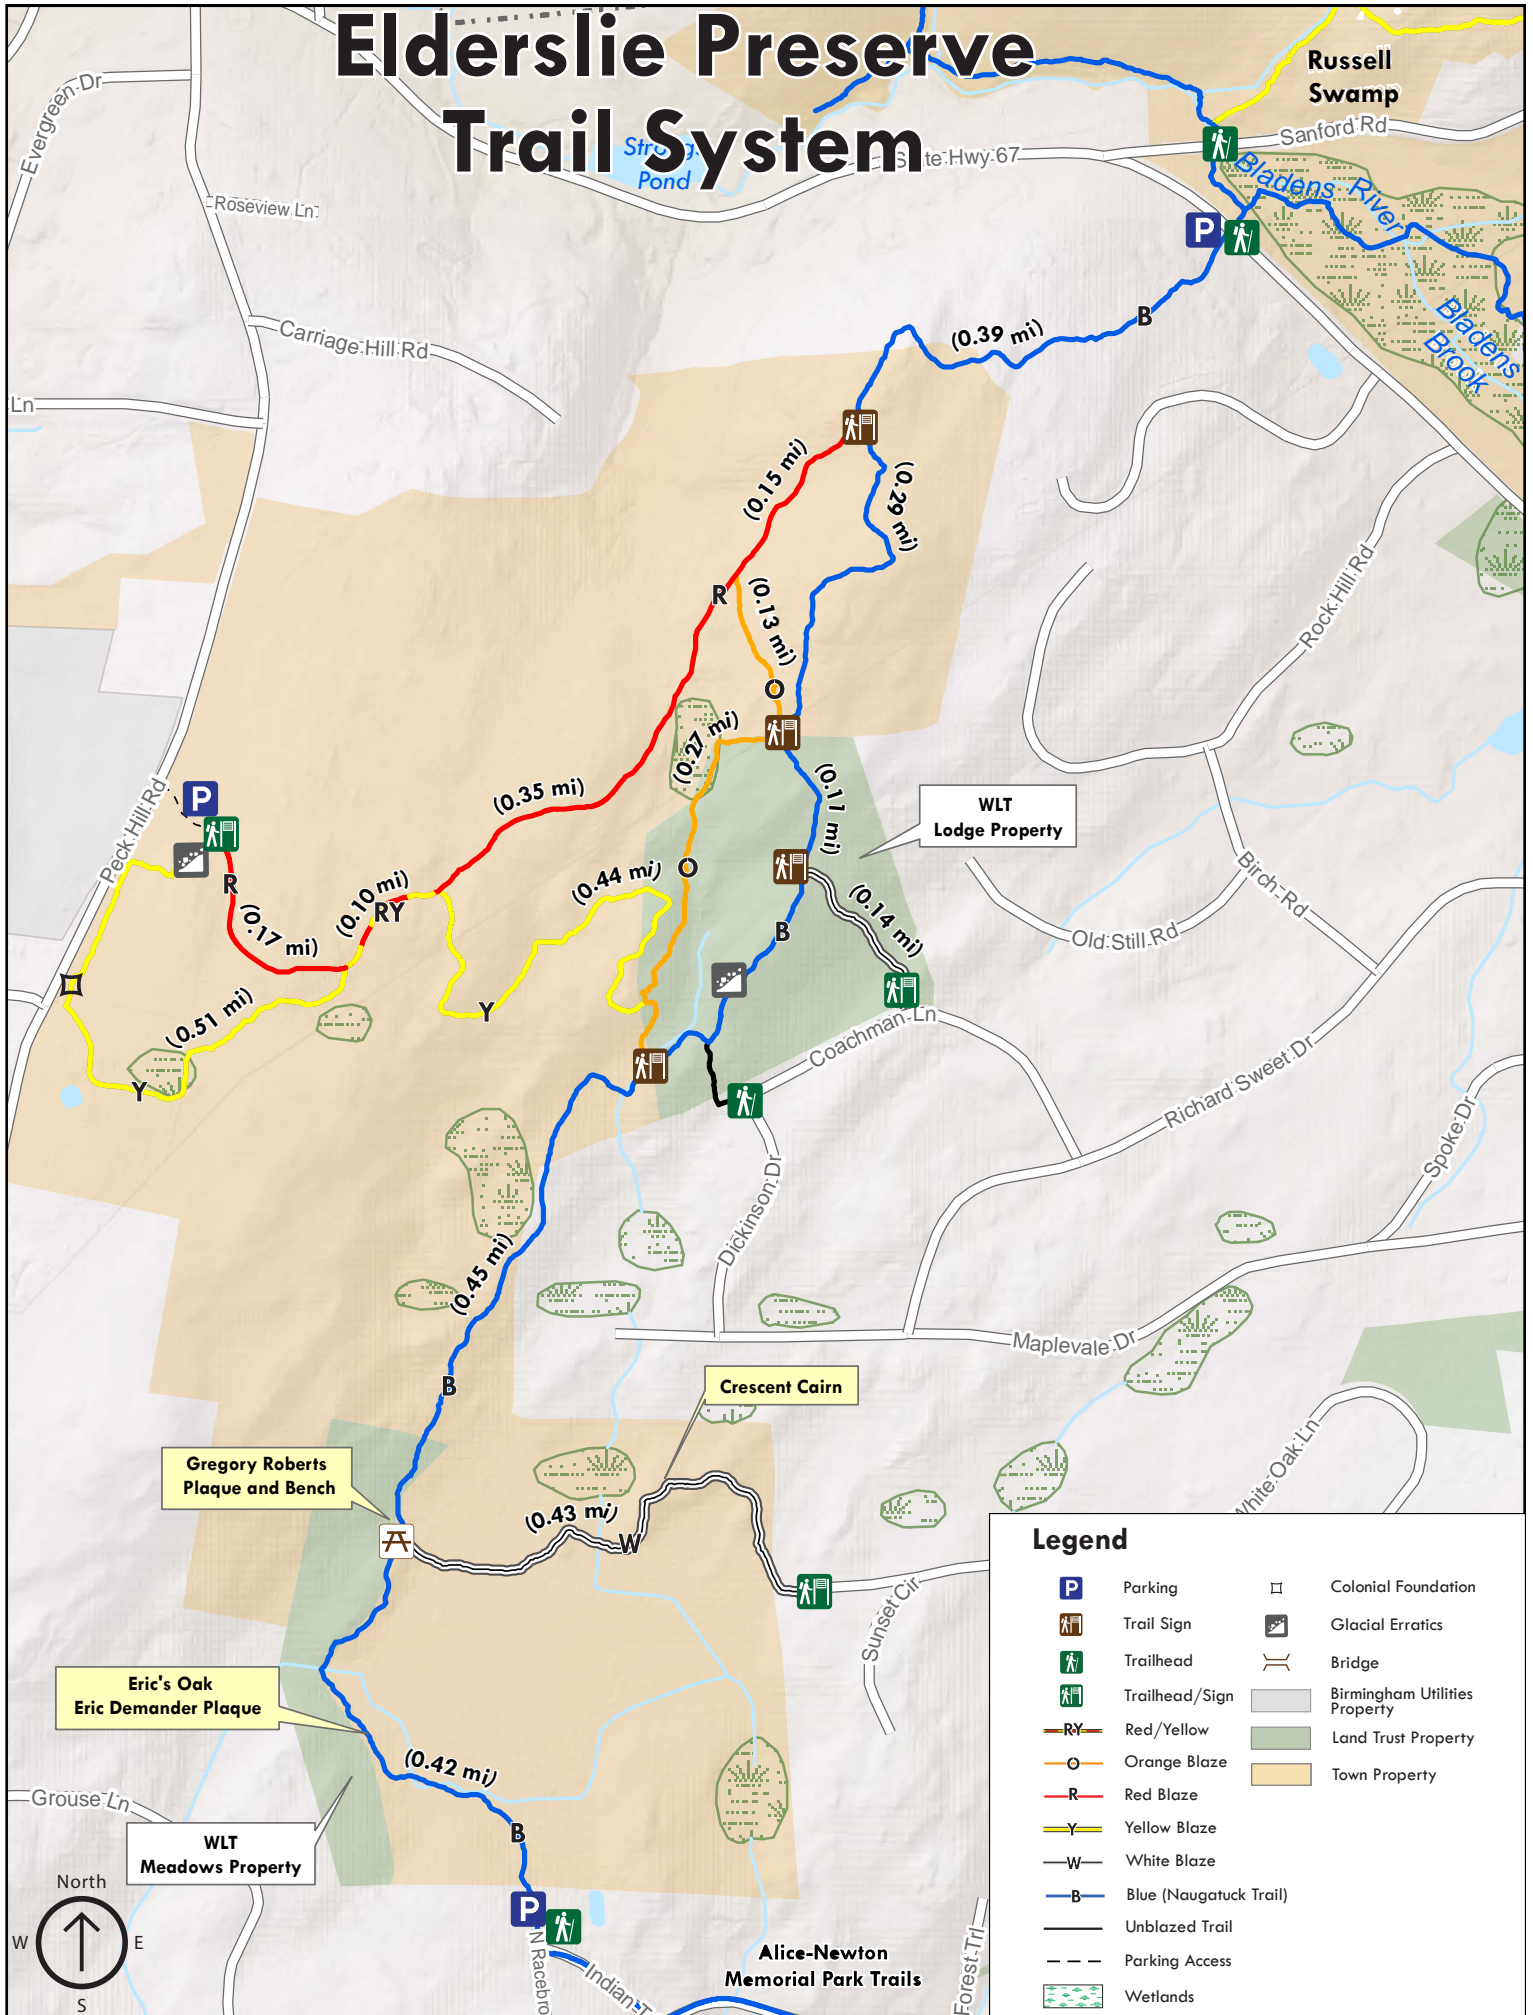 Elderslie Preserve
Trail System
Russell
Swamp
Evergreen Dr
Pond
State Hwy 67
Sanford Rd
Bladens River
Roseview Ln
P
Bladens
Brook
Carriage Hill Rd
(0.39 mi)
B
Ln
(0.15 mi)
(0.29 mi)
Rock Hill Rd
R
(0.13 mi)
O
(0.27 mi)
Peck Hill Rd
P
(0.35 mi)
(0.11 mi)
WLT
Lodge Property
O
R
(0.17 mi)
(0.10 mi)
RY
(0.44 mi)
B
(0.14 mi)
Birch Rd
Old Still Rd
(0.51 mi)
Y
Y
Coachman Ln
Richard Sweet Dr
Spoke Dr
Dickinson Dr
(0.45 mi)
Maplevale Dr
B
Crescent Cairn
White Oak Ln
Gregory Roberts
Plaque and Bench
(0.43 mi)
W
Sunset Cir
Eric's Oak
Eric Demander Plaque
(0.42 mi)
Grouse Ln
B
WLT
Meadows Property
North
W
E
S
P
N Racebro
Indian T
Alice-Newton
Memorial Park Trails
Forest Trl
Legend
P
Parking
Trail Sign
Trailhead
Trailhead/Sign
RY
Red/Yellow
O
Orange Blaze
R
Red Blaze
Y
Yellow Blaze
W
White Blaze
B
Blue (Naugatuck Trail)
Unblazed Trail
Parking Access
Wetlands
Colonial Foundation
Glacial Erratics
Bridge
Birmingham Utilities
Property
Land Trust Property
Town Property